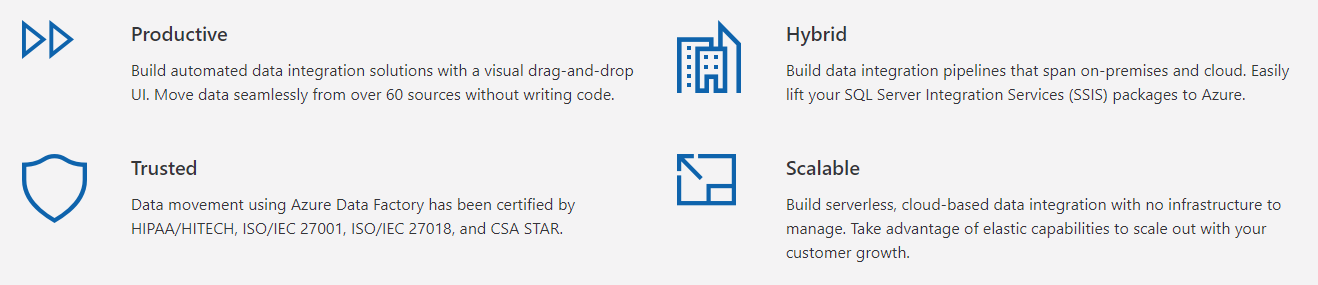 Productive
Build automated data integration solutions with a visual drag-and-drop
UI. Move data seamlessly from over 60 sources without writing code.
Hybrid
Build data integration pipelines that span on-premises and cloud. Easily
lift your SQL Server Integration Services (SSIS) packages to Azure.
Trusted
Data movement using Azure Data Factory has been certified by
HIPAA/HITECH, ISO/IEC 27001, ISO/IEC 27018, and CSA STAR.
Scalable
Build serverless, cloud-based data integration with no infrastructure to
manage. Take advantage of elastic capabilities to scale out with your
customer growth.